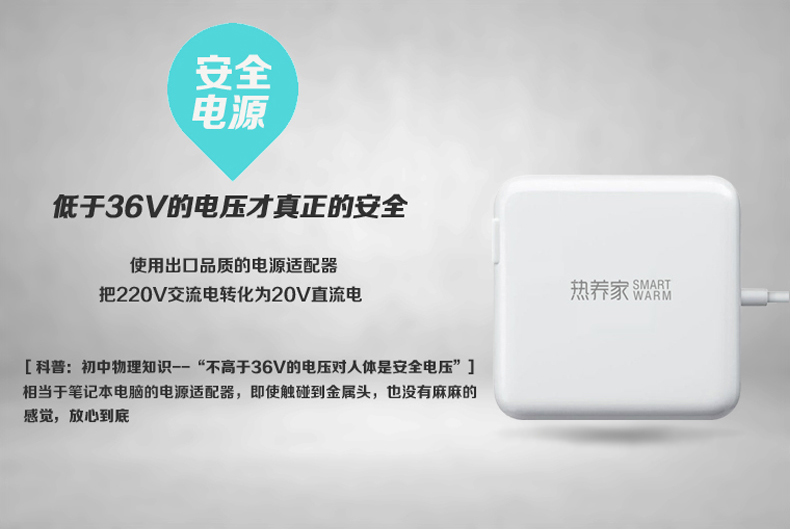 安全
电源
低于36V的电压才真正的安全
使用出口品质的电源适配器
把220V交流电转化为20V直流电
[ 科普：初中物理知识--“不高于36V的电压对人体是安全电压”]
相当于笔记本电脑的电源适配器，即使触碰到金属头，也没有麻麻的
感觉，放心到底
热养家 SMART
WARM